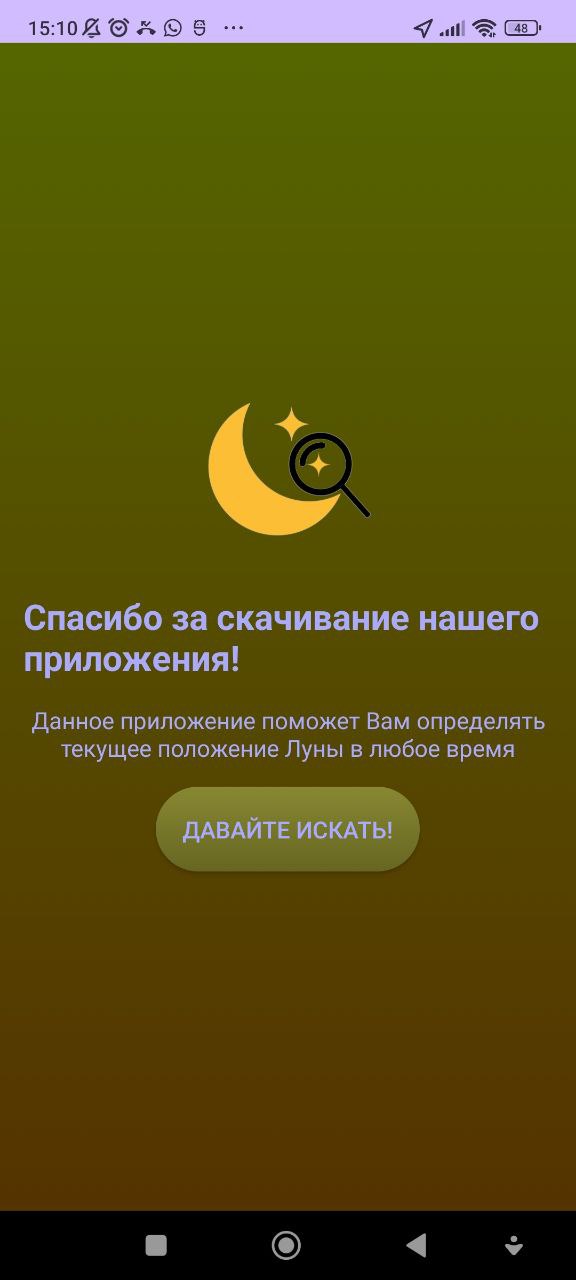 15:10 48
Спасибо за скачивание нашего
приложения!
Данное приложение поможет Вам определять
текущее положение Луны в любое время
ДАВАЙТЕ ИСКАТЬ!